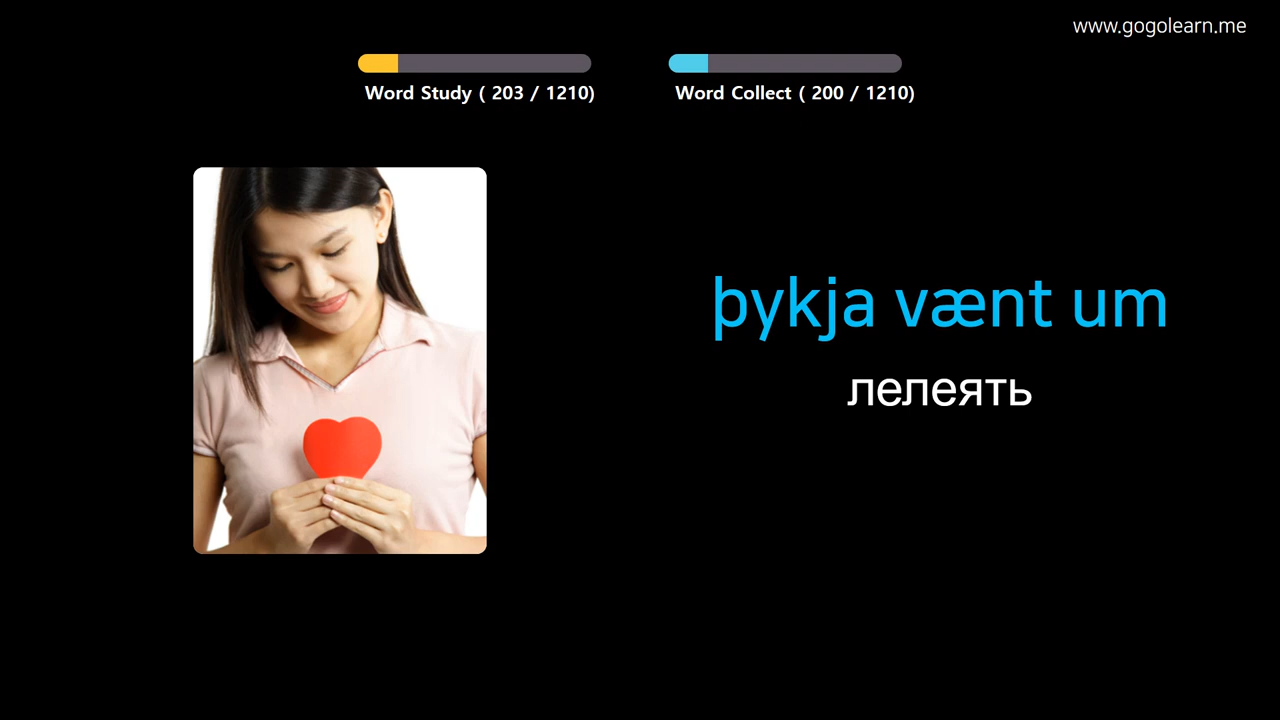 www.gogolearn.me
Word Study ( 203 / 1210)
Word Collect ( 200 / 1210)
þykja vænt um
лелеять